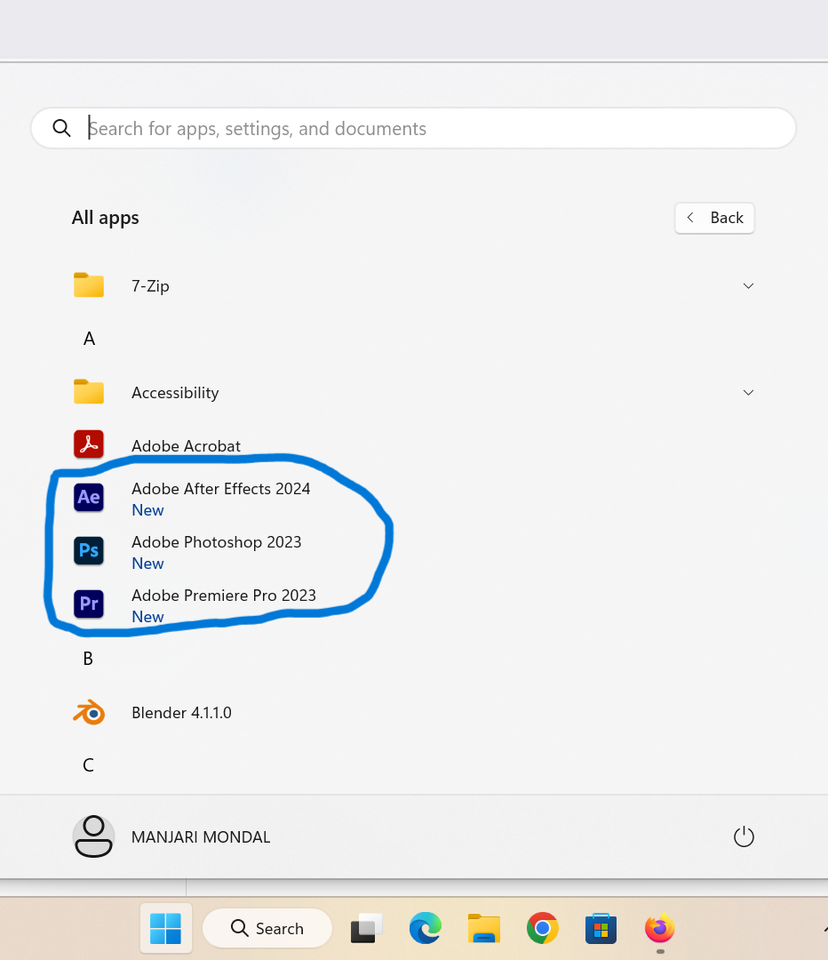 Search for apps, settings, and documents
All apps
Back
7-Zip
A
Accessibility
Adobe Acrobat
Ae
Adobe After Effects 2024
New
Ps
Adobe Photoshop 2023
New
Pr
Adobe Premiere Pro 2023
New
B
Blender 4.1.1.0
C
MANJARI MONDAL
Search